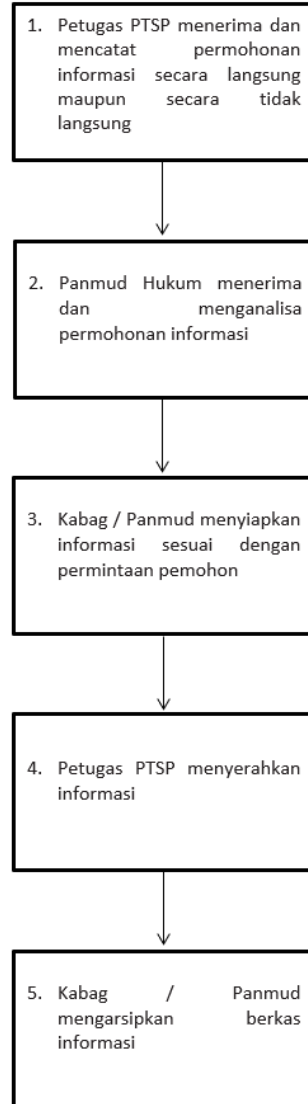 1. Petugas PTSP menerima dan
mencatat permohonan
informasi secara langsung
maupun secara tidak
langsung
2. Panmud Hukum menerima
dan menganalisa
permohonan informasi
3. Kabag / Panmud menyiapkan
informasi sesuai dengan
permintaan pemohon
4. Petugas PTSP menyerahkan
informasi
5. Kabag / Panmud
mengarsipkan berkas
informasi